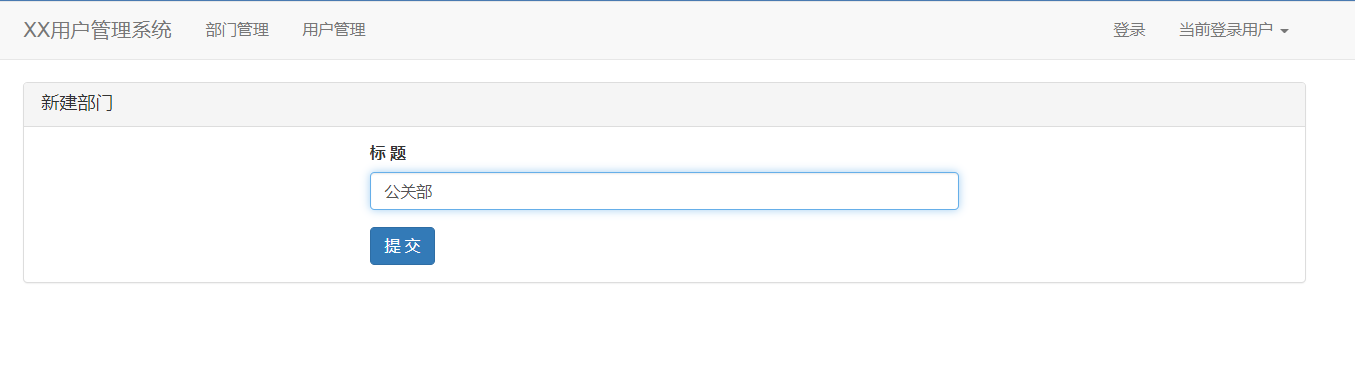 XX用户管理系统 部门管理 用户管理 登录 当前登录用户
新建部门
标 题
公关部
提 交